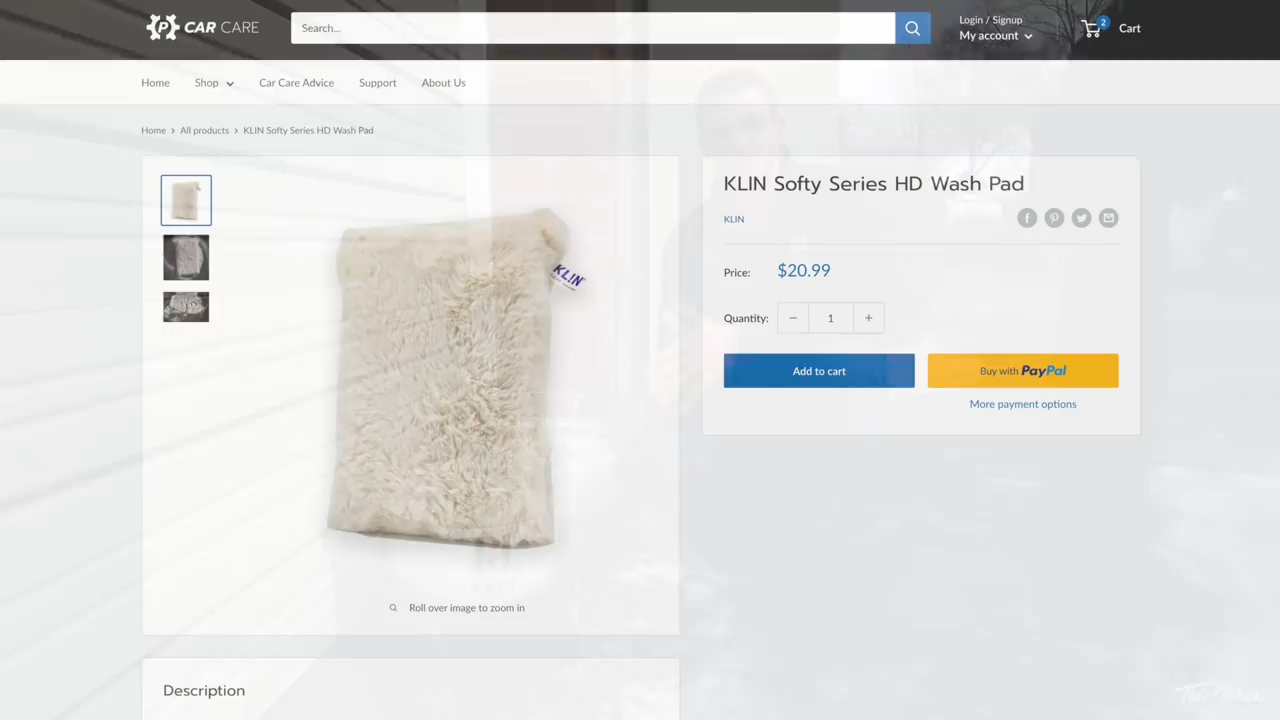 P CAR CARE
Search...
Login / Signup
My account
2
Cart
Home
Shop
Car Care Advice
Support
About Us
Home > All products > KLIN Softy Series HD Wash Pad
KLIN Softy Series HD Wash Pad
KLIN
KLIN
Price: $20.99
Quantity: − 1 +
Add to cart
Buy with PayPal
More payment options
Roll over image to zoom in
Description